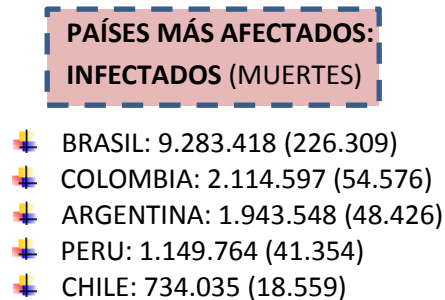 PAÍSES MÁS AFECTADOS:
INFECTADOS (MUERTES)
BRASIL: 9.283.418 (226.309)
COLOMBIA: 2.114.597 (54.576)
ARGENTINA: 1.943.548 (48.426)
PERU: 1.149.764 (41.354)
CHILE: 734.035 (18.559)